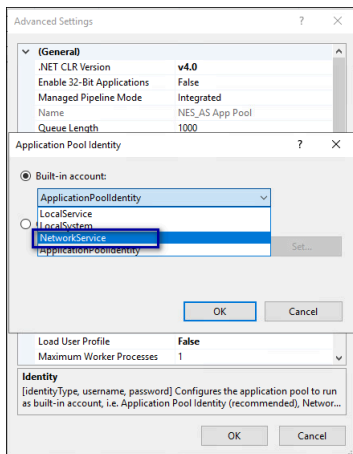 Advanced Settings
(General)
.NET CLR Version v4.0
Enable 32-Bit Applications False
Managed Pipeline Mode Integrated
Name NES_AS App Pool
Queue Length 1000
Application Pool Identity
Built-in account:
ApplicationPoolIdentity
LocalService
LocalSystem
NetworkService
ApplicationPoolIdentity
Set...
OK Cancel
Load User Profile False
Maximum Worker Processes 1
Identity
[identityType, username, password] Configures the application pool to run
as built-in account, i.e. Application Pool Identity (recommended), Networ...
OK Cancel